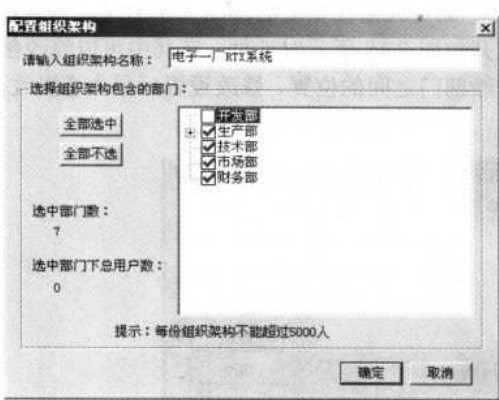 配置组织架构
请输入组织架构名称：
电子一厂RTX系统
选择组织架构包含的部门：
全部选中
全部不选
开发部
生产部
技术部
市场部
财务部
选中部门数：
7
选中部门下总用户数：
0
提示：每份组织架构不能超过5000人
确定
取消